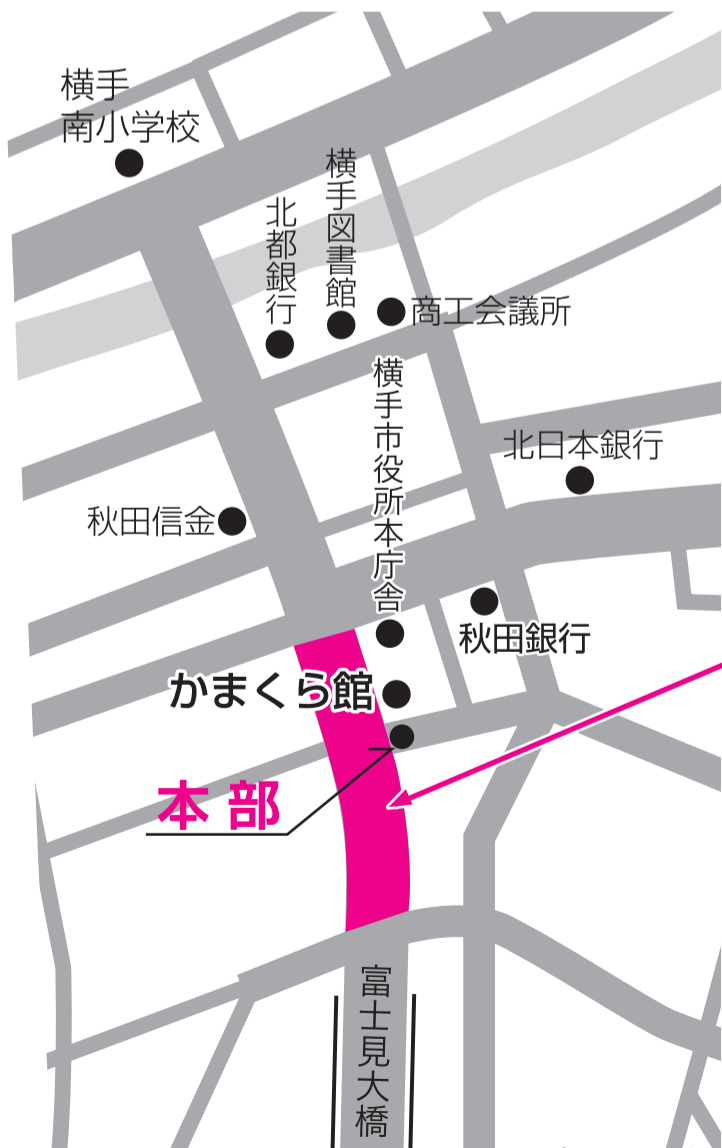 横手
南小学校
横手図書館
北都銀行
商工会議所
横手市役所本庁舎
北日本銀行
秋田信金
秋田銀行
かまくら館
本部
富士見大橋